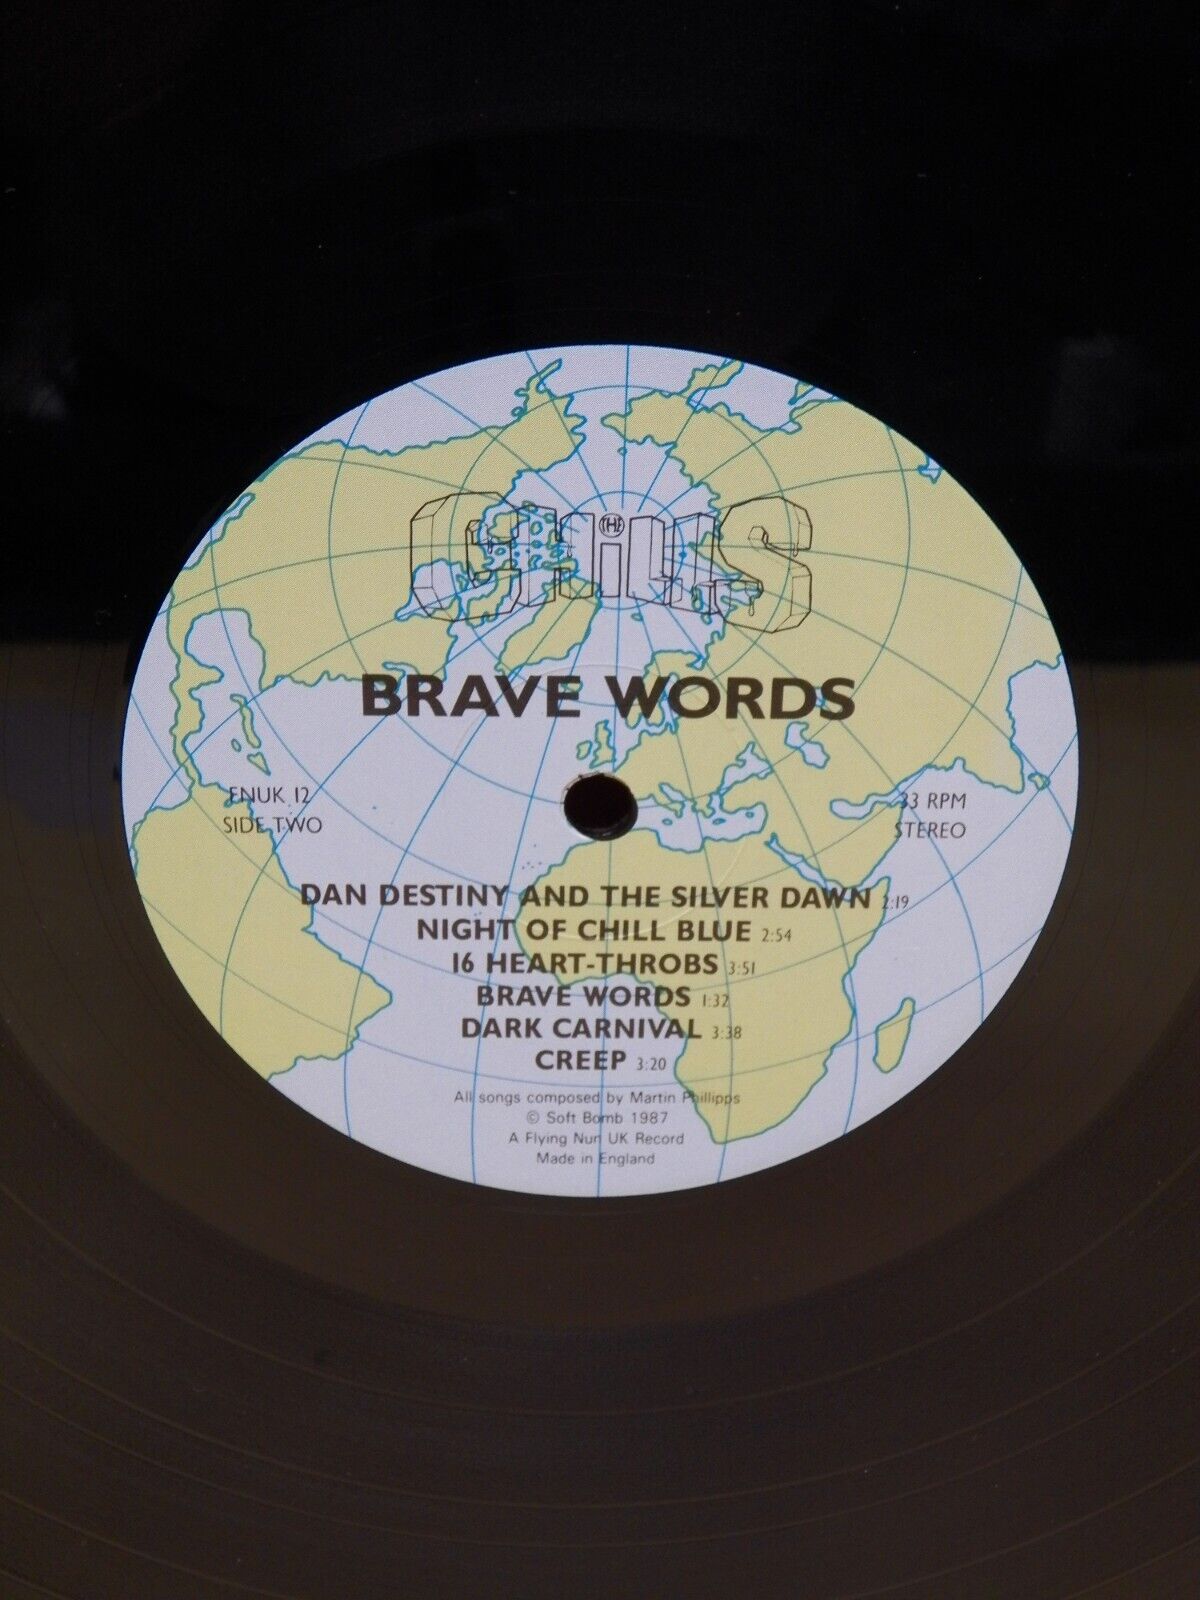 THE
CHILLS
BRAVE WORDS
FNUK 12
SIDE TWO
33 RPM
STEREO
DAN DESTINY AND THE SILVER DAWN 2:19
NIGHT OF CHILL BLUE 2:54
16 HEART-THROBS 3:51
BRAVE WORDS 1:32
DARK CARNIVAL 3:38
CREEP 3:20
All songs composed by Martin Phillipps
© Soft Bomb 1987
A Flying Nun UK Record
Made in England